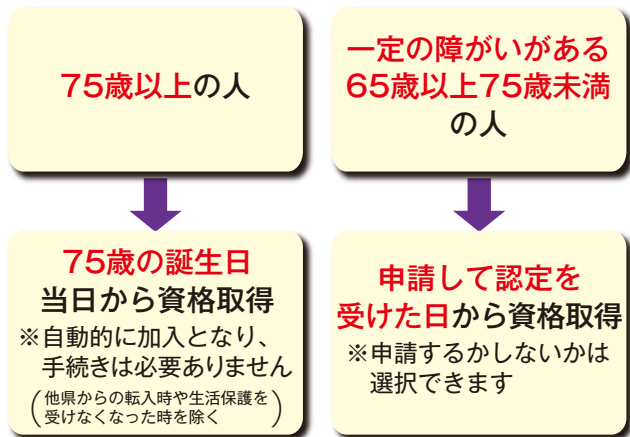 75歳以上の人
一定の障がいがある
65歳以上75歳未満
の人
75歳の誕生日
当日から資格取得
※自動的に加入となり、
手続きは必要ありません
(他県からの転入時や生活保護を
受けなくなった時を除く)
申請して認定を
受けた日から資格取得
※申請するかしないかは
選択できます